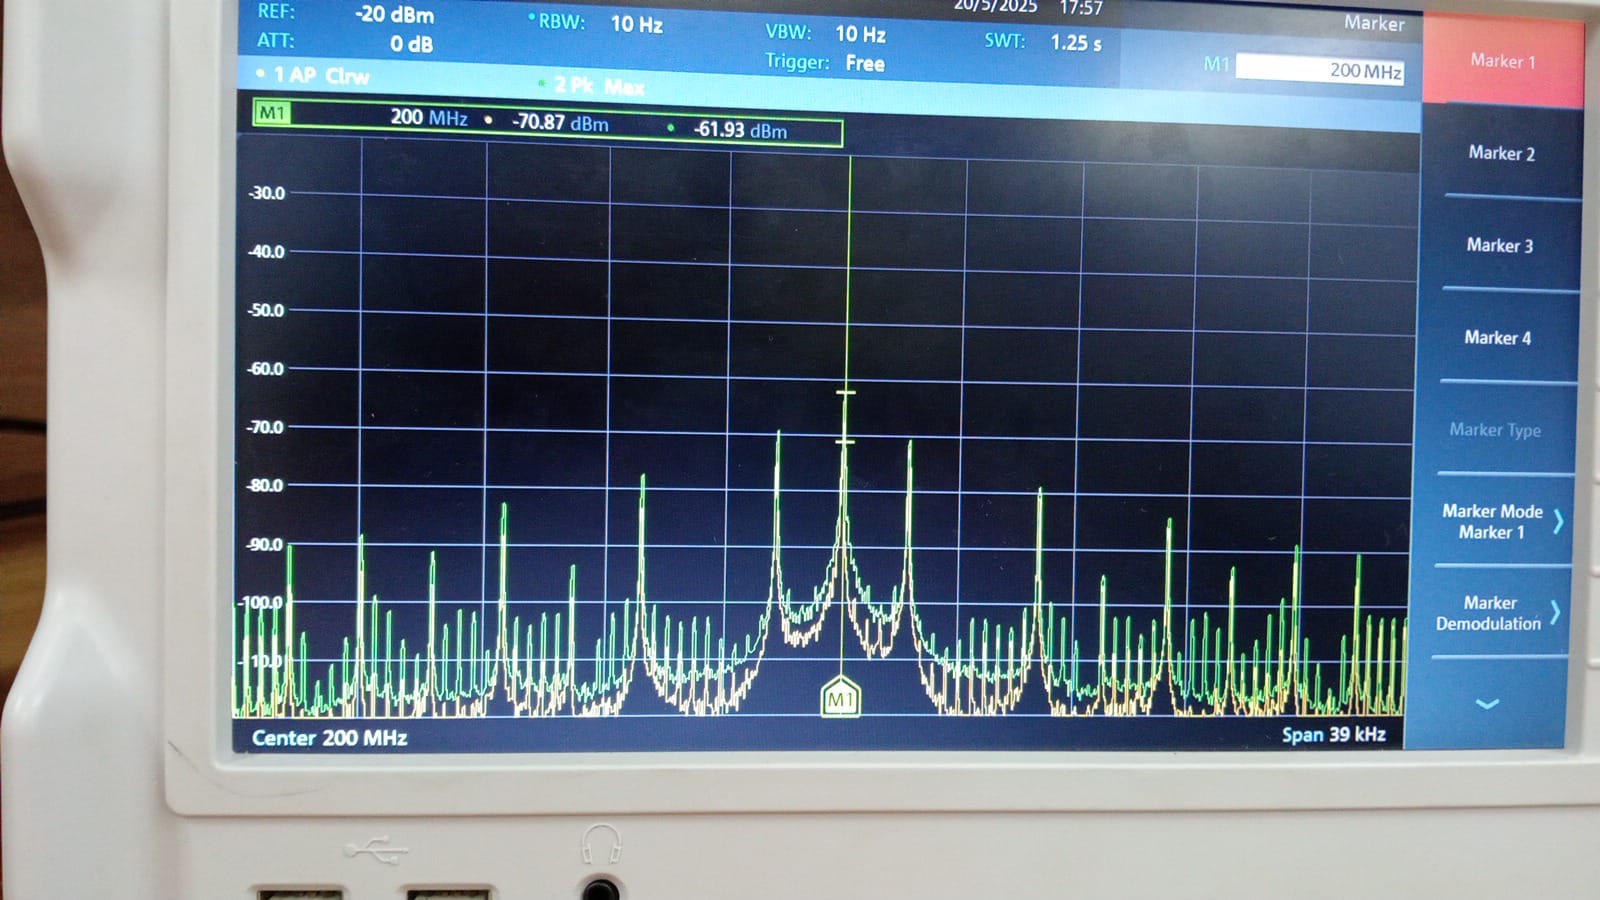 20/5/2025 17:57
REF: -20 dBm
• RBW: 10 Hz
VBW: 10 Hz
SWT: 1.25 s
Marker
ATT: 0 dB
Trigger: Free
M1 200 MHz
• 1 AP Clrw
• 2 Pk Max
M1 200 MHz • -70.87 dBm • -61.93 dBm
-30.0
-40.0
-50.0
-60.0
-70.0
-80.0
-90.0
-100.0
-110.0
M1
Center 200 MHz
Span 39 kHz
Marker 1
Marker 2
Marker 3
Marker 4
Marker Type
Marker Mode
Marker 1
Marker
Demodulation